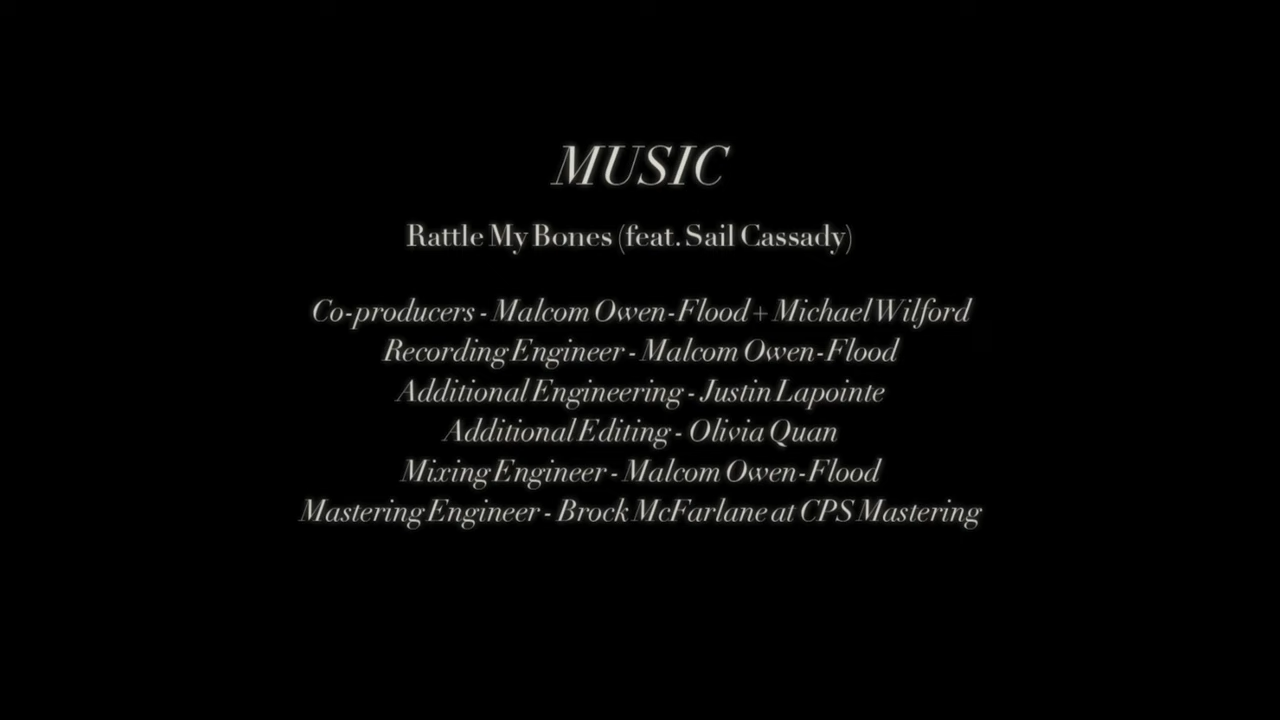 MUSIC
Rattle My Bones (feat. Sail Cassady)
Co-producers - Malcom Owen-Flood + Michael Wilford
Recording Engineer - Malcom Owen-Flood
Additional Engineering - Justin Lapointe
Additional Editing - Olivia Quan
Mixing Engineer - Malcom Owen-Flood
Mastering Engineer - Brock McFarlane at CPS Mastering